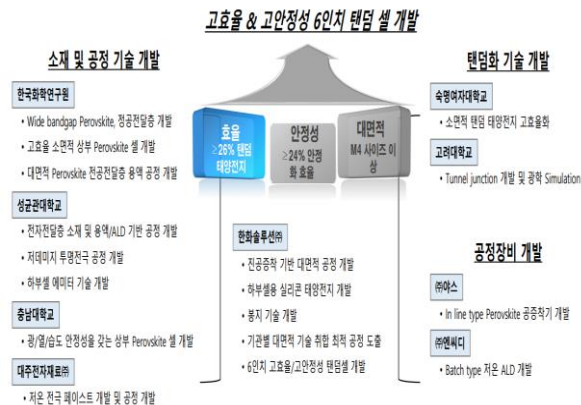 고효율 & 고안정성 6인치 탠덤 셀 개발
소재 및 공정 기술 개발
한국화학연구원
• Wide bandgap Perovskite, 정공전달층 개발
• 고효율 소면적 상부 Perovskite 셀 개발
• 대면적 Perovskite 전공전달층 용액 공정 개발
성균관대학교
• 전자전달층 소재 및 용액/ALD 기반 공정 개발
• 저데미지 투명전극 공정 개발
• 하부셀 에미터 기술 개발
충남대학교
• 광/열/습도 안정성을 갖는 상부 Perovskite 셀 개발
대주전자재료㈜
• 저온 전극 페이스트 개발 및 공정 개발
효율
≥26% 탠덤
태양전지
안정성
≥24% 안정
화 효율
대면적
M4 사이즈 이
상
한화솔루션㈜
• 진공증착 기반 대면적 공정 개발
• 하부셀용 실리콘 태양전지 개발
• 봉지 기술 개발
• 기관별 대면적 기술 취합 최적 공정 도출
• 6인치 고효율/고안정성 탠덤셀 개발
탠덤화 기술 개발
숙명여자대학교
• 소면적 탠덤 태양전지 고효율화
고려대학교
• Tunnel junction 개발 및 광학 Simulation
공정장비 개발
㈜야스
• In line type Perovskite 공증착기 개발
㈜엔씨디
• Batch type 저온 ALD 개발